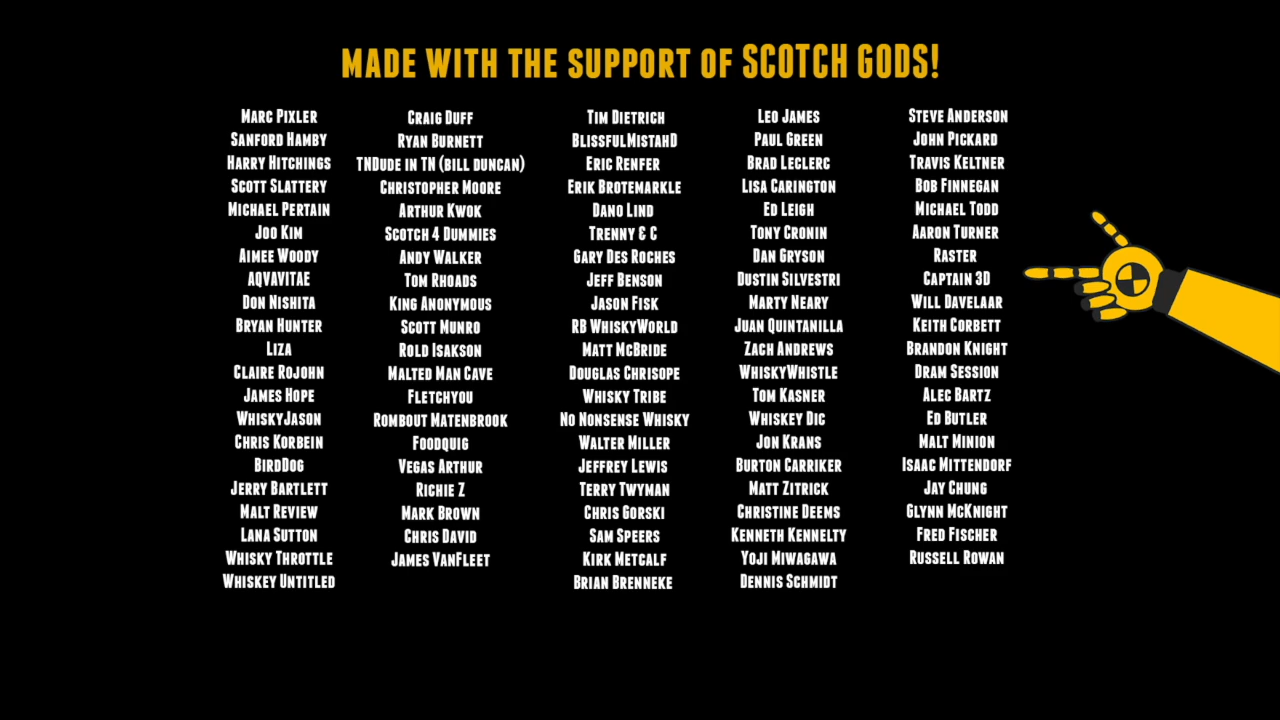 MADE WITH THE SUPPORT OF SCOTCH GODS!
MARC PIXLER
SANFORD HAMBY
HARRY HITCHINGS
SCOTT SLATTERY
MICHAEL PERTAIN
JOO KIM
AIMEE WOODY
AQVAVITAE
DON NISHITA
BRYAN HUNTER
LIZA
CLAIRE ROJOHN
JAMES HOPE
WHISKYJASON
CHRIS KORBEIN
BIRDDOG
JERRY BARTLETT
MALT REVIEW
LANA SUTTON
WHISKY THROTTLE
WHISKEY UNTITLED
CRAIG DUFF
RYAN BURNETT
TNDUDE IN TN (BILL DUNCAN)
CHRISTOPHER MOORE
ARTHUR KWOK
SCOTCH 4 DUMMIES
ANDY WALKER
TOM RHOADS
KING ANONYMOUS
SCOTT MUNRO
ROLD ISAKSON
MALTED MAN CAVE
FLETCHYOU
ROMBOUT MATENBROOK
FOODQUIG
VEGAS ARTHUR
RICHIE Z
MARK BROWN
CHRIS DAVID
JAMES VANFLEET
TIM DIETRICH
BLISSFULMISTAHD
ERIC RENFER
ERIK BROTEMARKLE
DANO LIND
TRENNY & C
GARY DES ROCHES
JEFF BENSON
JASON FISK
RB WHISKYWORLD
MATT MCBRIDE
DOUGLAS CHRISOPE
WHISKY TRIBE
NO NONSENSE WHISKY
WALTER MILLER
JEFFREY LEWIS
TERRY TWYMAN
CHRIS GORSKI
SAM SPEERS
KIRK METCALF
BRIAN BRENNEKE
LEO JAMES
PAUL GREEN
BRAD LECLERC
LISA CARINGTON
ED LEIGH
TONY CRONIN
DAN GRYSON
DUSTIN SILVESTRI
MARTY NEARY
JUAN QUINTANILLA
ZACH ANDREWS
WHISKYWHISTLE
TOM KASNER
WHISKEY DIC
JON KRANS
BURTON CARRIKER
MATT ZITRICK
CHRISTINE DEEMS
KENNETH KENNELTY
YOJI MIWAGAWA
DENNIS SCHMIDT
STEVE ANDERSON
JOHN PICKARD
TRAVIS KELTNER
BOB FINNEGAN
MICHAEL TODD
AARON TURNER
RASTER
CAPTAIN 3D
WILL DAVELAAR
KEITH CORBETT
BRANDON KNIGHT
DRAM SESSION
ALEC BARTZ
ED BUTLER
MALT MINION
ISAAC MITTENDORF
JAY CHUNG
GLYNN MCKNIGHT
FRED FISCHER
RUSSELL ROWAN